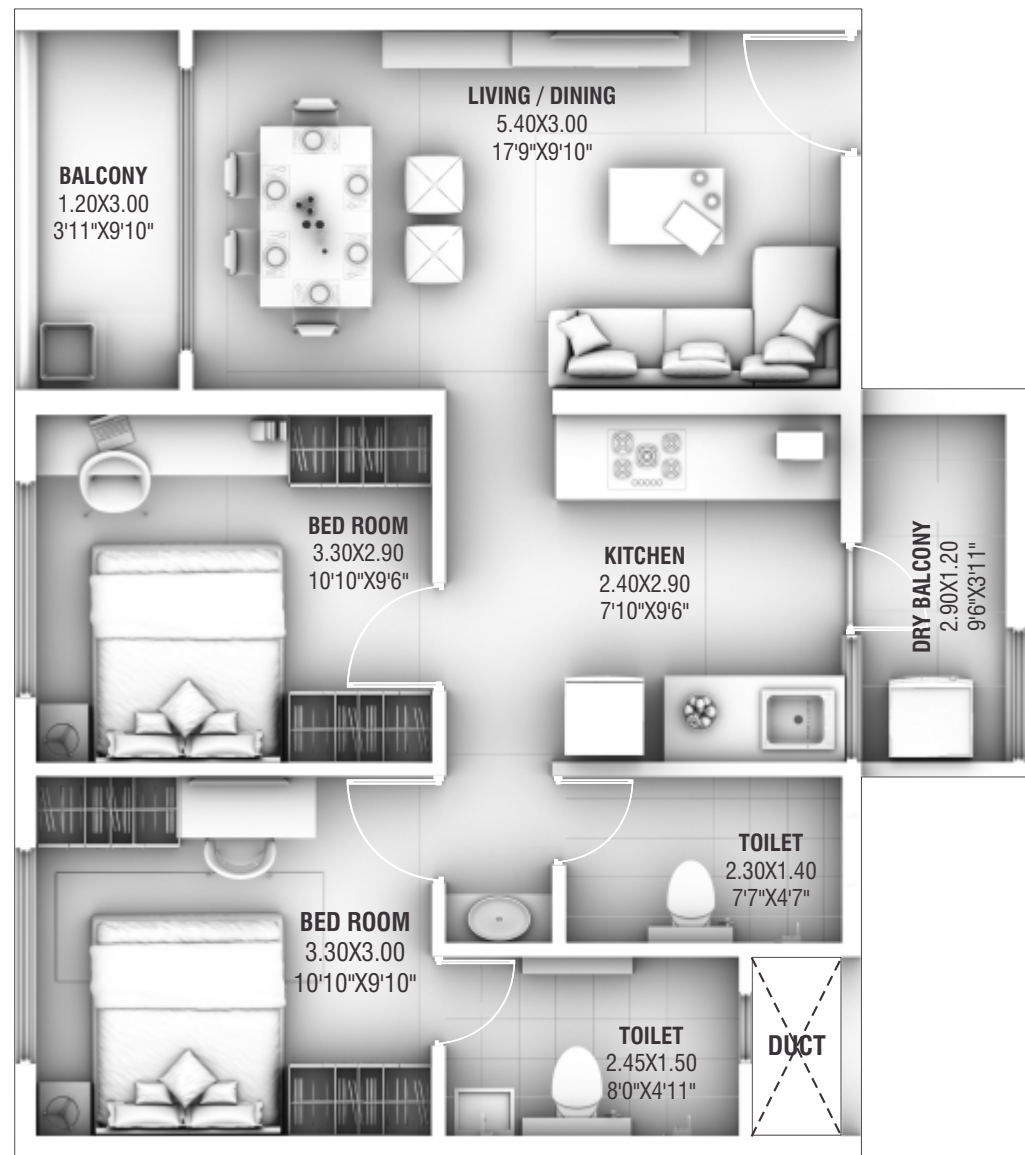 LIVING / DINING
5.40X3.00
17'9"X9'10"
BALCONY
1.20X3.00
3'11"X9'10"
BED ROOM
3.30X2.90
10'10"X9'6"
KITCHEN
2.40X2.90
7'10"X9'6"
DRY BALCONY
2.90X1.20
9'6"X3'11"
TOILET
2.30X1.40
7'7"X4'7"
BED ROOM
3.30X3.00
10'10"X9'10"
TOILET
2.45X1.50
8'0"X4'11"
DUCT